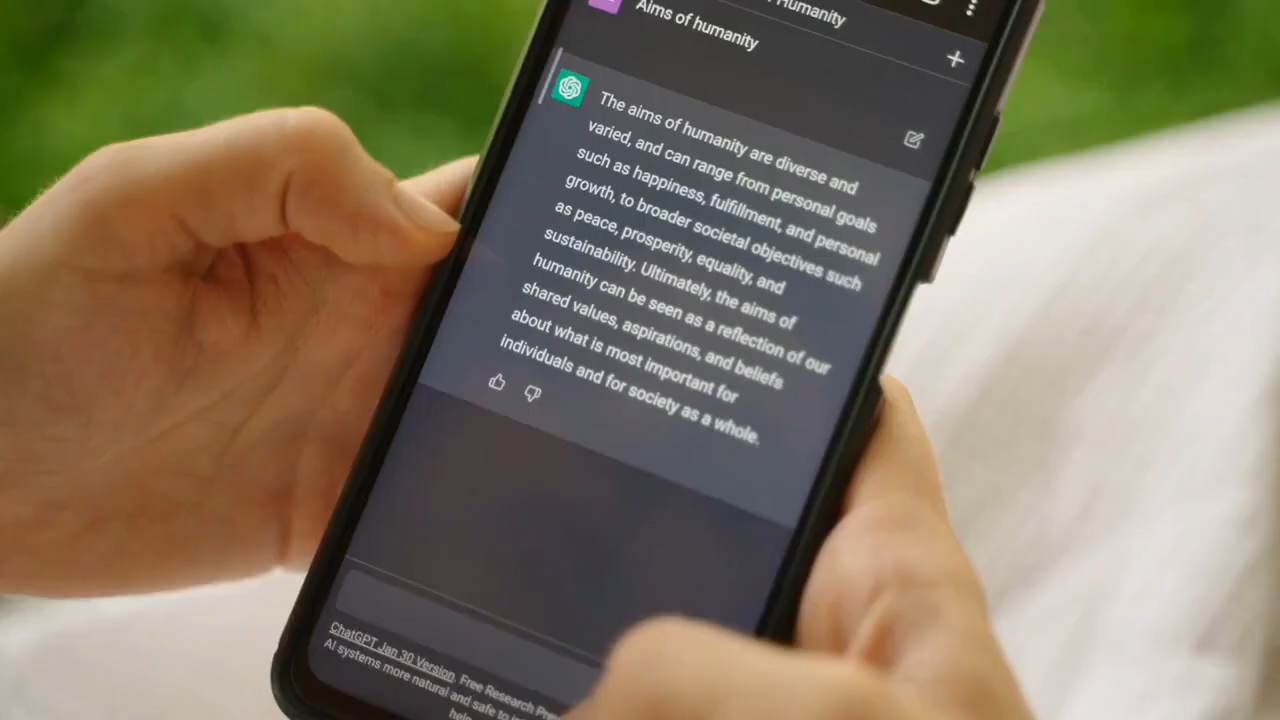 Humanity
Aims of humanity
The aims of humanity are diverse and
varied, and can range from personal goals
such as happiness, fulfillment, and personal
growth, to broader societal objectives such
as peace, prosperity, equality, and
sustainability. Ultimately, the aims of
humanity can be seen as a reflection of our
shared values, aspirations, and beliefs
about what is most important for
individuals and for society as a whole.
ChatGPT Jan 30 Version. Free Research
AI systems more natural and safe to